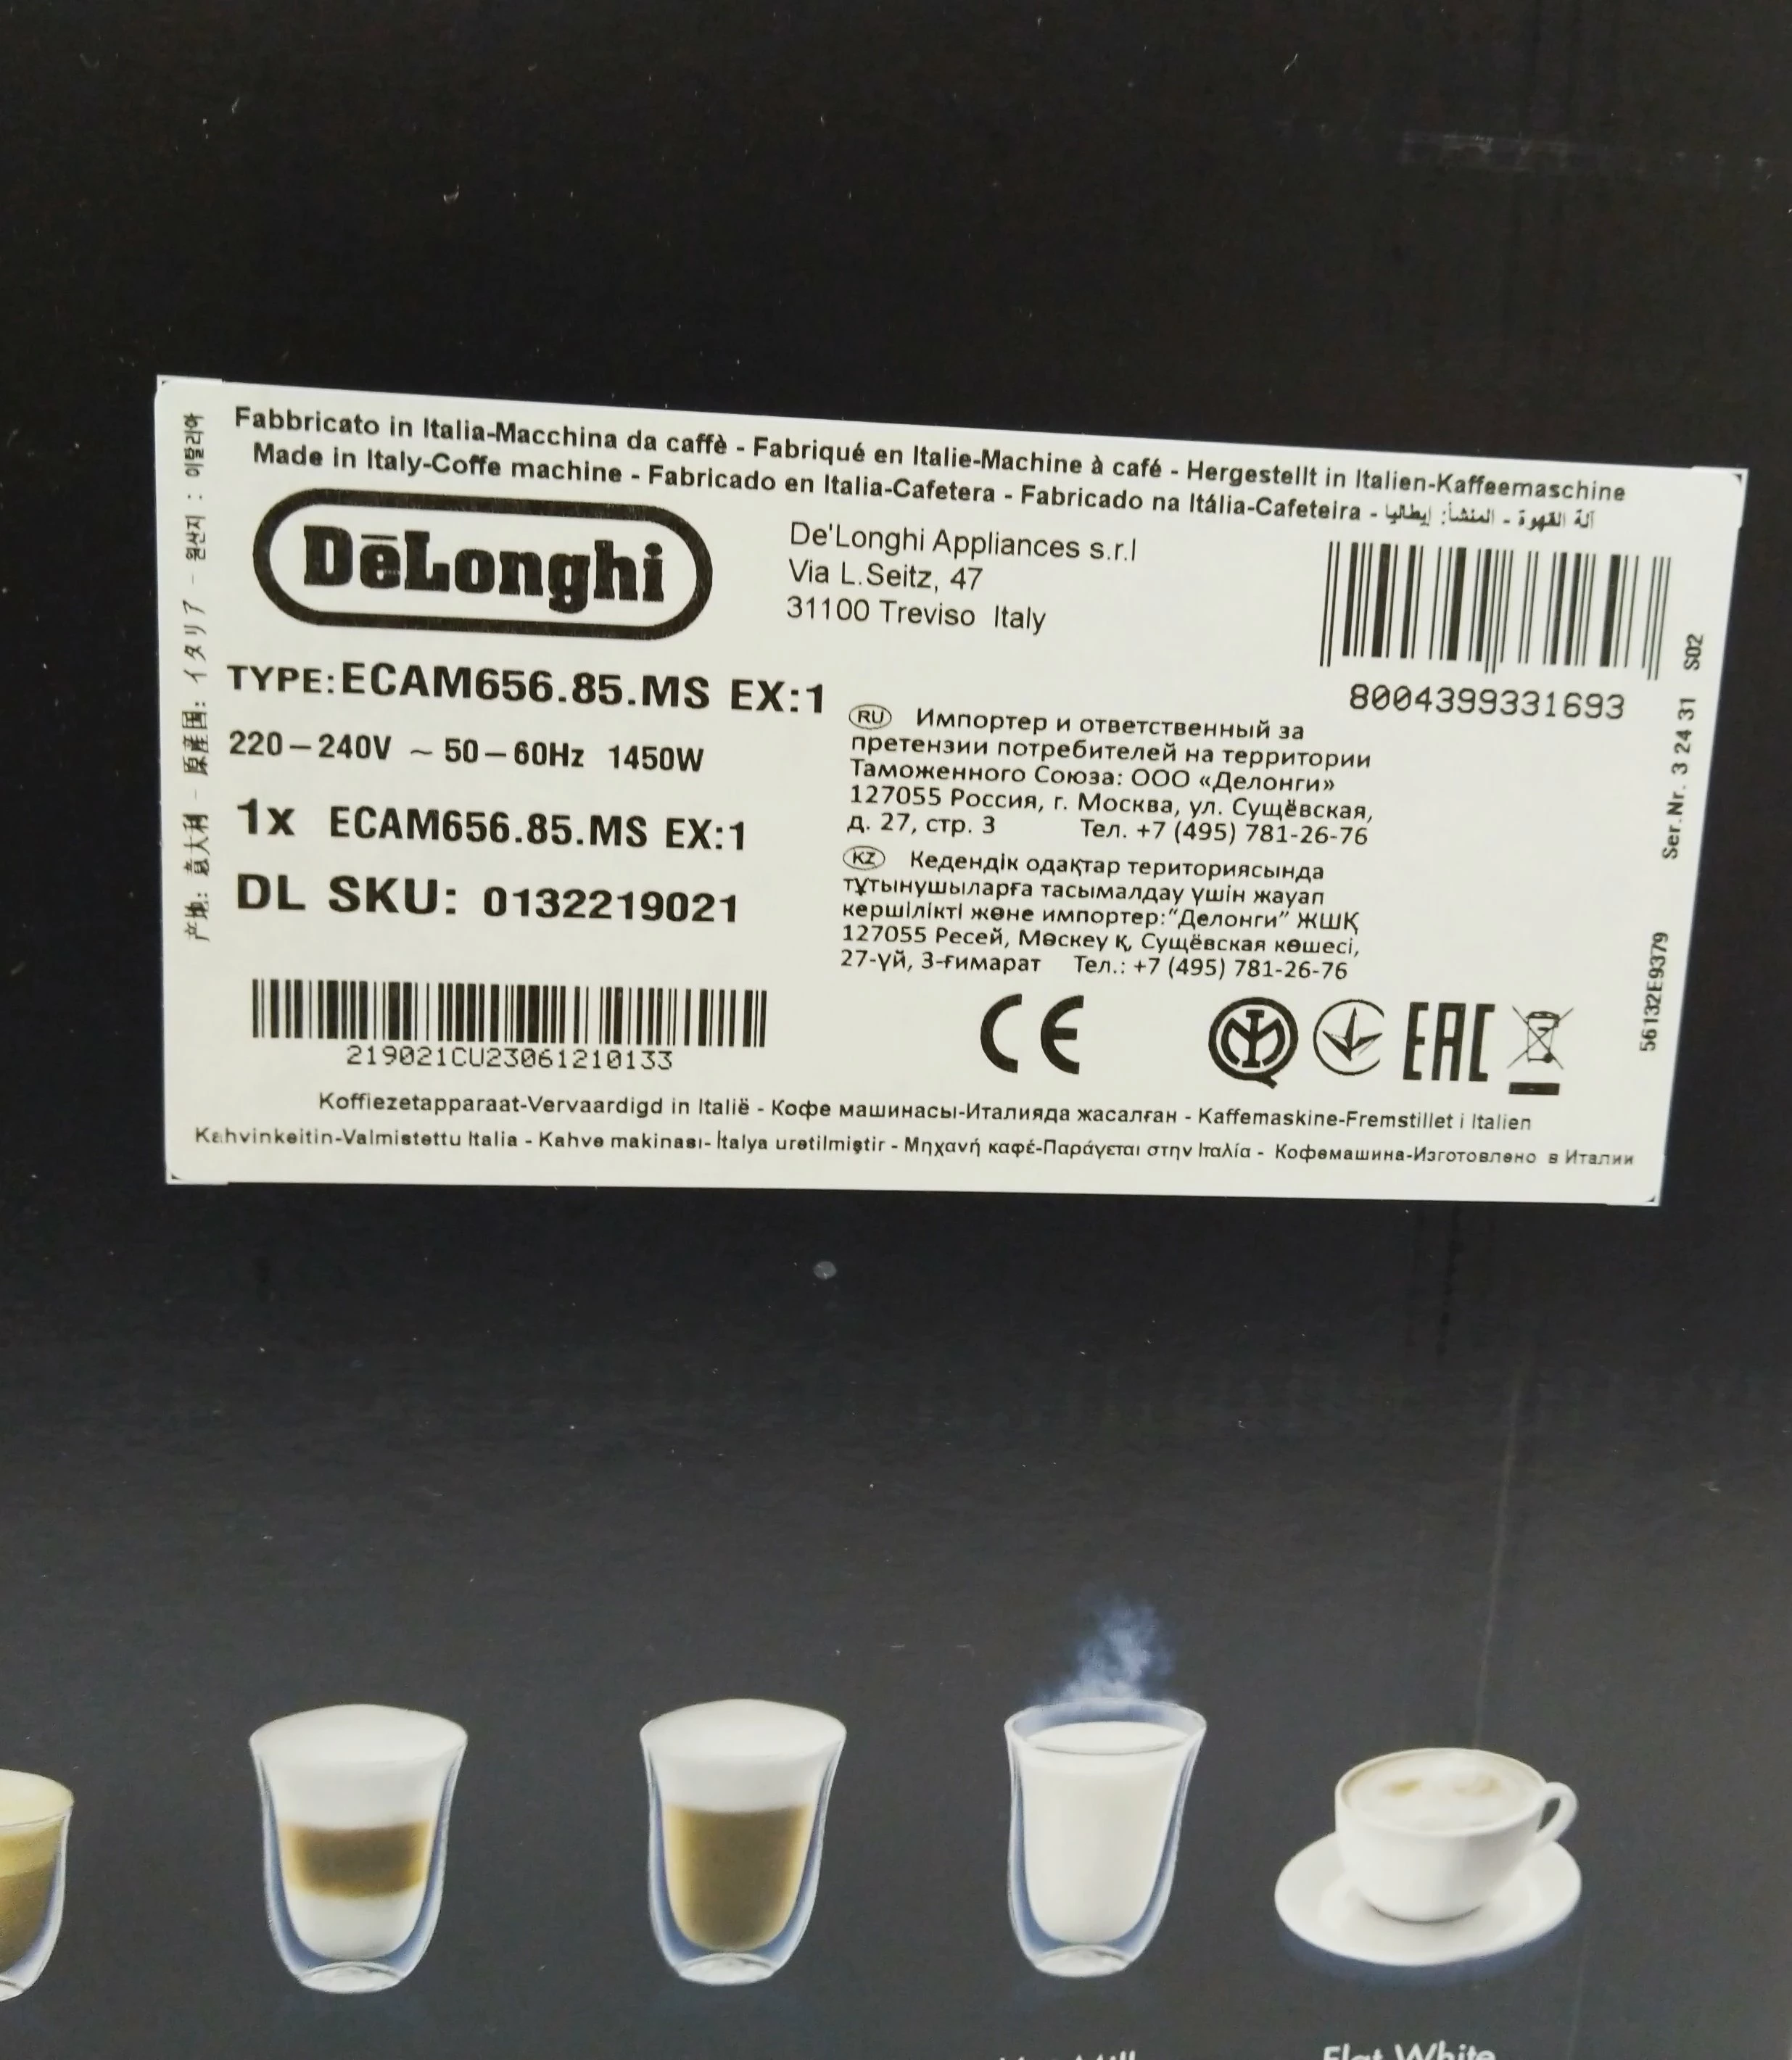 Fabbricato in Italia-Macchina da caffè - Fabriqué en Italie-Machine à café - Hergestellt in Italien-Kaffeemaschine
Made in Italy-Coffe machine - Fabricado en Italia-Cafetera - Fabricado na Itália-Cafeteira - آلة القهوة - المنشأ: إيطاليا
产地: 意大利 - 原産国: イタリア - 원산지 : 이탈리아
DēLonghi
De'Longhi Appliances s.r.l
Via L.Seitz, 47
31100 Treviso Italy
8004399331693
TYPE:ECAM656.85.MS EX:1
220–240V ~ 50–60Hz 1450W
1x ECAM656.85.MS EX:1
DL SKU: 0132219021
219021CU23061210133
RU Импортер и ответственный за
претензии потребителей на территории
Таможенного Союза: ООО «Делонги»
127055 Россия, г. Москва, ул. Сущёвская,
д. 27, стр. 3 Тел. +7 (495) 781-26-76
KZ Кедендік одақтар териториясында
тұтынушыларға тасымалдау үшін жауап
кершілікті және импортер:"Делонги" ЖШҚ
127055 Ресей, Мәскеу қ, Сущёвская көшесі,
27-үй, 3-ғимарат Тел.: +7 (495) 781-26-76
56132E9379 Ser.Nr. 3 24 31 S02
CE
EAC
Koffiezetapparaat-Vervaardigd in Italië - Кофе машинасы-Италияда жасалған - Kaffemaskine-Fremstillet i Italien
Kahvinkeitin-Valmistettu Italia - Kahve makinası- İtalya uretilmiştir - Μηχανή καφέ-Παράγεται στην Ιταλία - Кофемашина-Изготовлено в Италии
Flat White